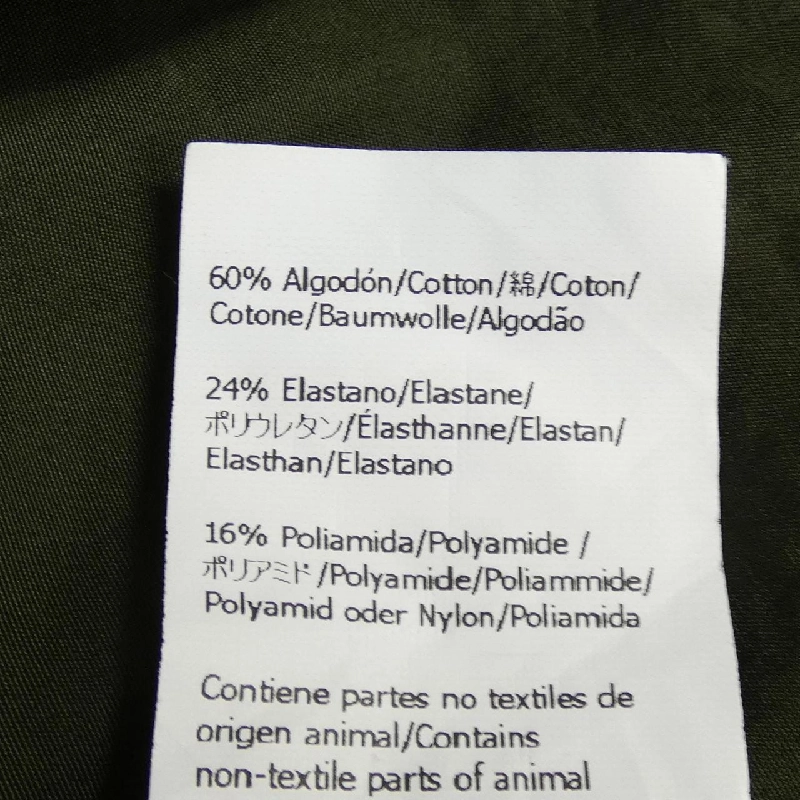 60% Algodón/Cotton/綿/Coton/
Cotone/Baumwolle/Algodão
24% Elastano/Elastane/
ポリウレタン/Élasthanne/Elastan/
Elasthan/Elastano
16% Poliamida/Polyamide /
ポリアミド/Polyamide/Poliammide/
Polyamid oder Nylon/Poliamida
Contiene partes no textiles de
origen animal/Contains
non-textile parts of animal